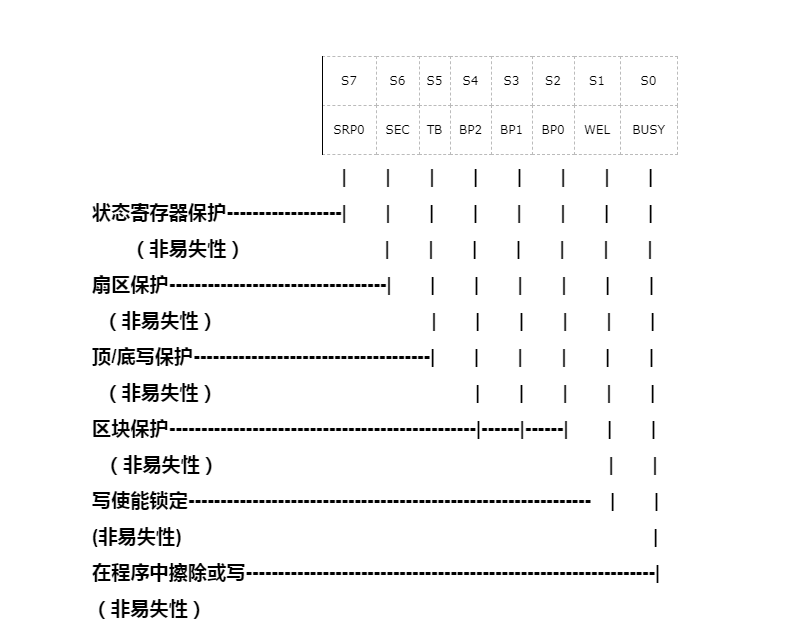 S7 S6 S5 S4 S3 S2 S1 S0
SRP0 SEC TB BP2 BP1 BP0 WEL BUSY
| | | | | | | |
状态寄存器保护------------------| | | | | | | |
（非易失性） | | | | | | |
扇区保护----------------------------------| | | | | | |
（非易失性） | | | | | |
顶/底写保护-------------------------------------| | | | | |
（非易失性） | | | | |
区块保护------------------------------------------------|------|------| | |
（非易失性） | |
写使能锁定--------------------------------------------------------------- | |
(非易失性) |
在程序中擦除或写----------------------------------------------------------------|
（非易失性）